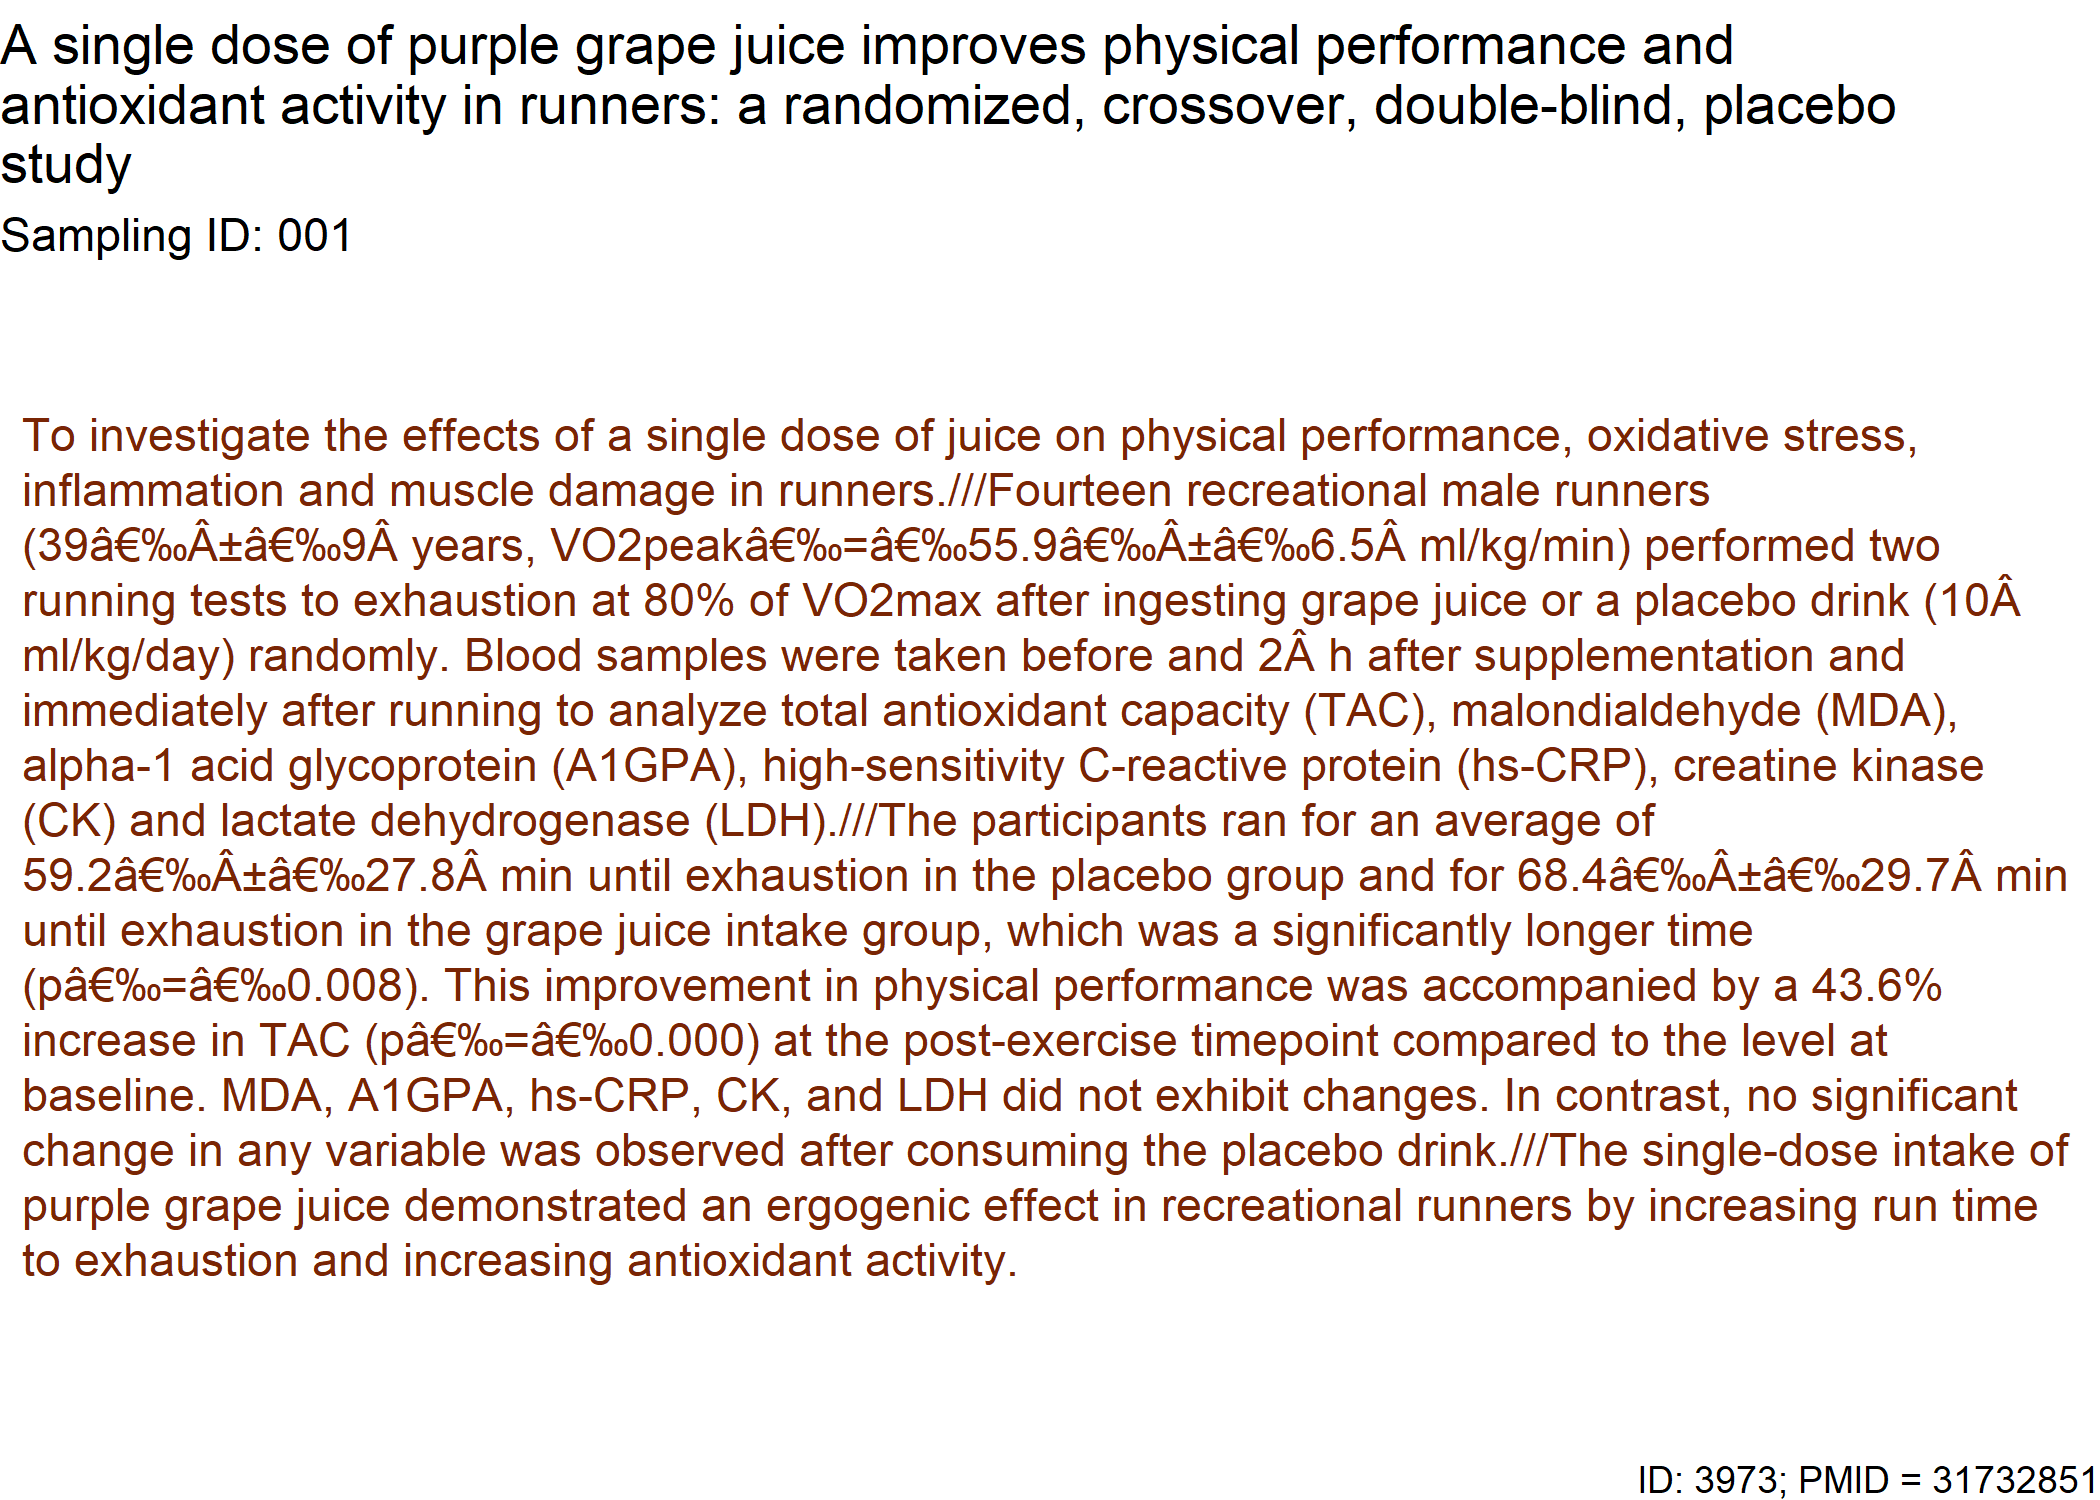 A single dose of purple grape juice improves physical performance and
antioxidant activity in runners: a randomized, crossover, double-blind, placebo
study
Sampling ID: 001
To investigate the effects of a single dose of juice on physical performance, oxidative stress,
inflammation and muscle damage in runners.///Fourteen recreational male runners
(39â€‰Â±â€‰9Â years, VO2peakâ€‰=â€‰55.9â€‰Â±â€‰6.5Â ml/kg/min) performed two
running tests to exhaustion at 80% of VO2max after ingesting grape juice or a placebo drink (10Â
ml/kg/day) randomly. Blood samples were taken before and 2Â h after supplementation and
immediately after running to analyze total antioxidant capacity (TAC), malondialdehyde (MDA),
alpha-1 acid glycoprotein (A1GPA), high-sensitivity C-reactive protein (hs-CRP), creatine kinase
(CK) and lactate dehydrogenase (LDH).///The participants ran for an average of
59.2â€‰Â±â€‰27.8Â min until exhaustion in the placebo group and for 68.4â€‰Â±â€‰29.7Â min
until exhaustion in the grape juice intake group, which was a significantly longer time
(pâ€‰=â€‰0.008). This improvement in physical performance was accompanied by a 43.6%
increase in TAC (pâ€‰=â€‰0.000) at the post-exercise timepoint compared to the level at
baseline. MDA, A1GPA, hs-CRP, CK, and LDH did not exhibit changes. In contrast, no significant
change in any variable was observed after consuming the placebo drink.///The single-dose intake of
purple grape juice demonstrated an ergogenic effect in recreational runners by increasing run time
to exhaustion and increasing antioxidant activity.
ID: 3973; PMID = 31732851